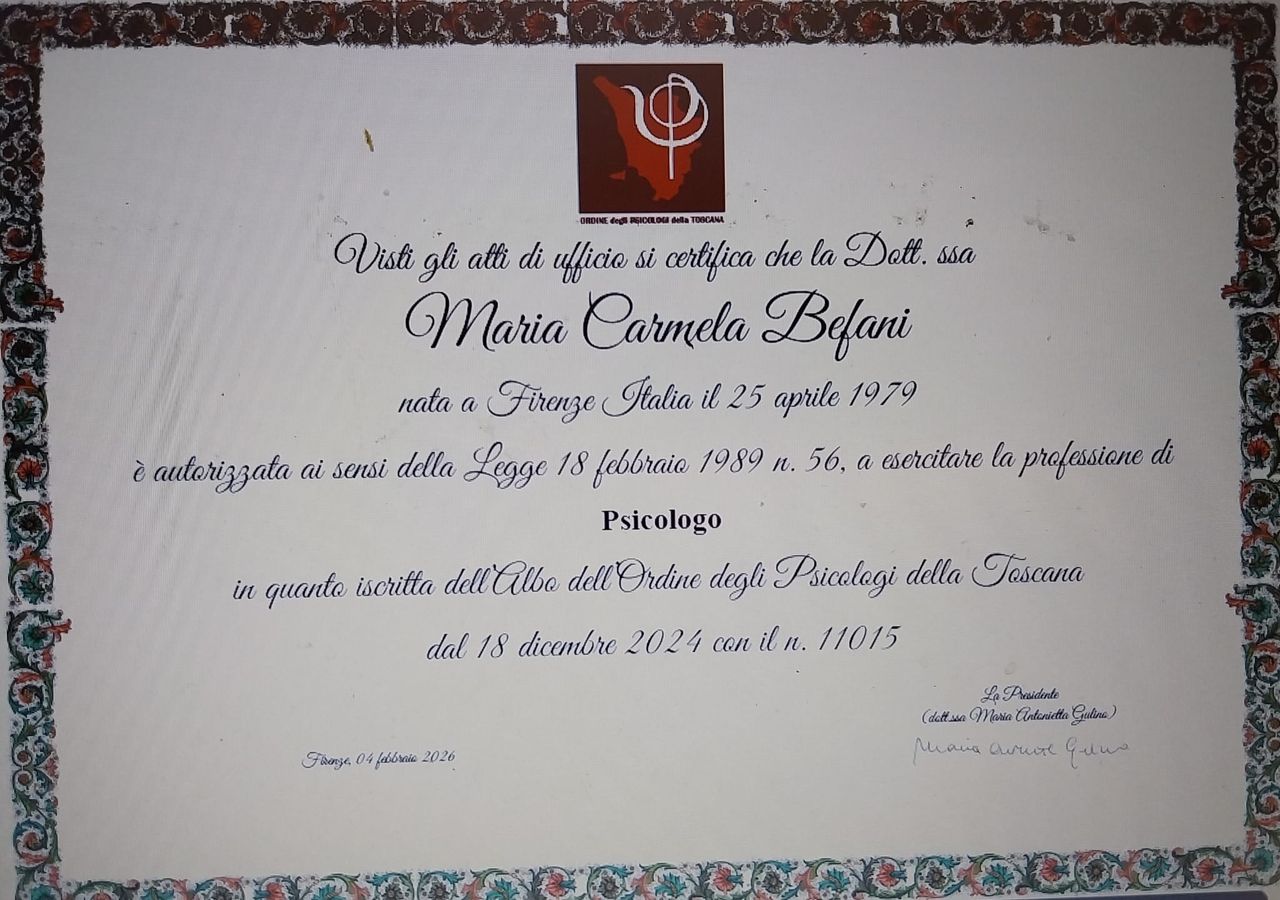 ORDINE degli PSICOLOGI della TOSCANA
Visti gli atti di ufficio si certifica che la Dott. ssa
Maria Carmela Befani
nata a Firenze Italia il 25 aprile 1979
è autorizzata ai sensi della Legge 18 febbraio 1989 n. 56, a esercitare la professione di
Psicologo
in quanto iscritta dell'Albo dell'Ordine degli Psicologi della Toscana
dal 18 dicembre 2024 con il n. 11015
La Presidente
(dott.ssa Maria Antonietta Gulino)
Firenze, 04 febbraio 2026